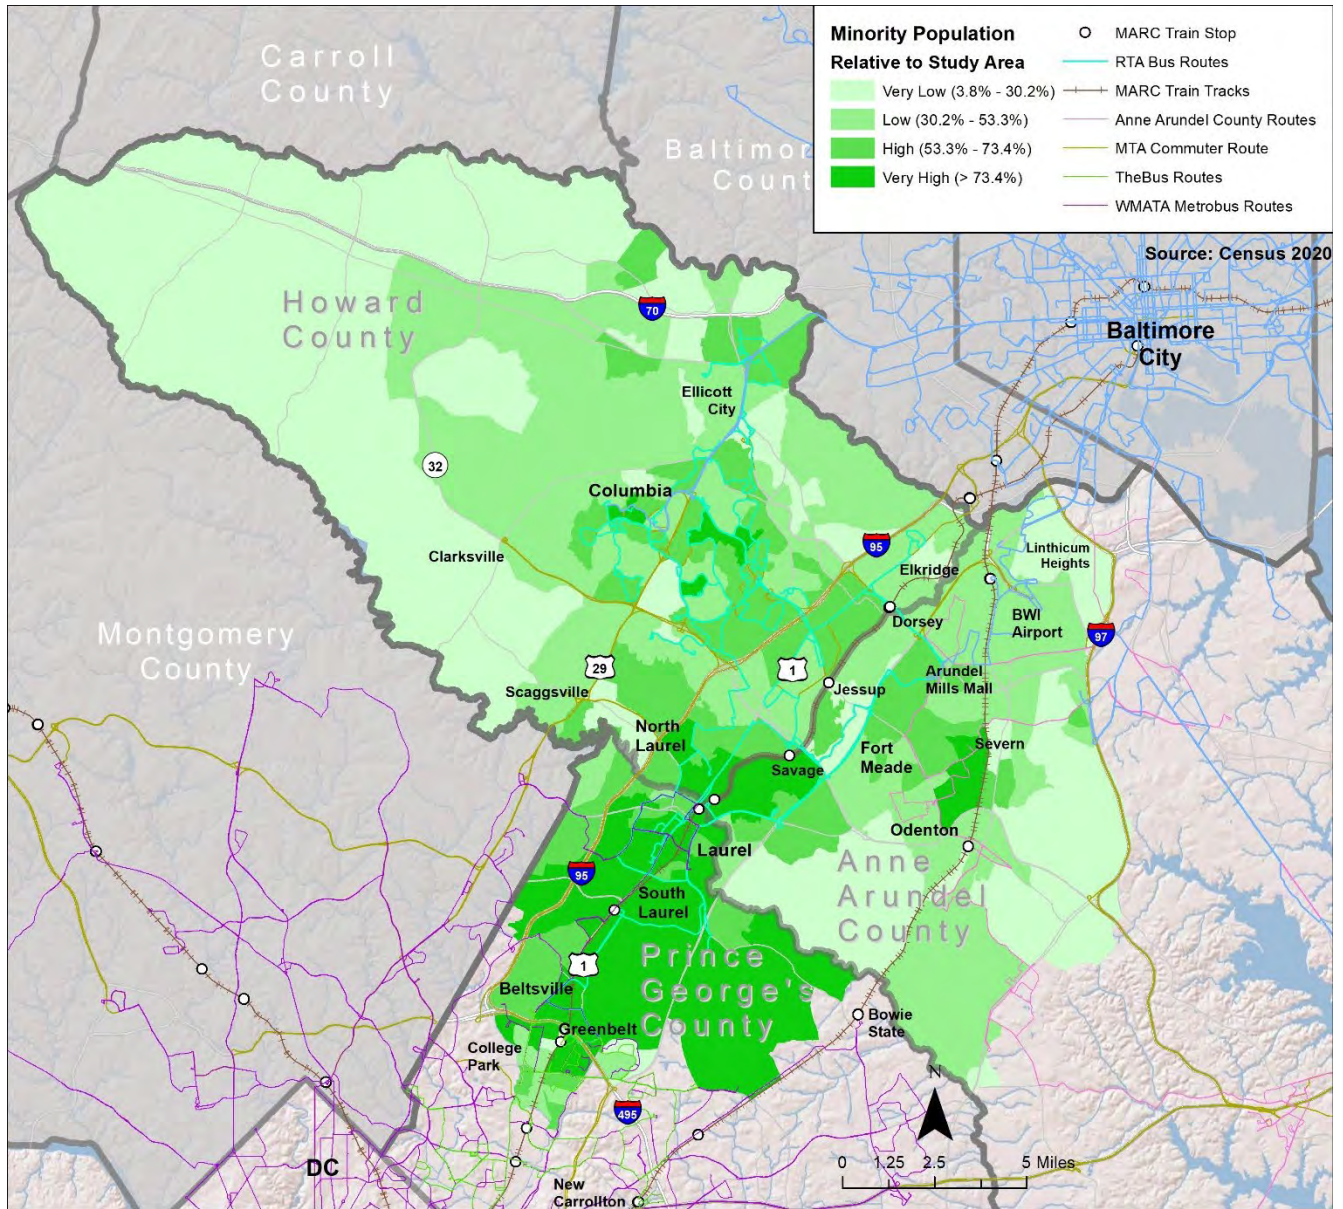 Minority Population
Relative to Study Area
Very Low (3.8% - 30.2%)
Low (30.2% - 53.3%)
High (53.3% - 73.4%)
Very High (> 73.4%)
MARC Train Stop
RTA Bus Routes
MARC Train Tracks
Anne Arundel County Routes
MTA Commuter Route
TheBus Routes
WMATA Metrobus Routes
Source: Census 2020
Carroll
County
Baltimor
Count
Howard
County
70
Baltimore
City
Ellicott
City
32
Columbia
Clarksville
95
Elkridge
Linthicum
Heights
Montgomery
County
Dorsey
BWI
Airport
97
29
1
Scaggsville
Jessup
Arundel
Mills Mall
North
Laurel
Savage
Fort
Meade
Severn
Laurel
Odenton
95
South
Laurel
Anne
Arundel
County
1
Beltsville
Prince
George's
County
Greenbelt
College
Park
Bowie
State
495
N
DC
New
Carrollton
0 1.25 2.5 5 Miles